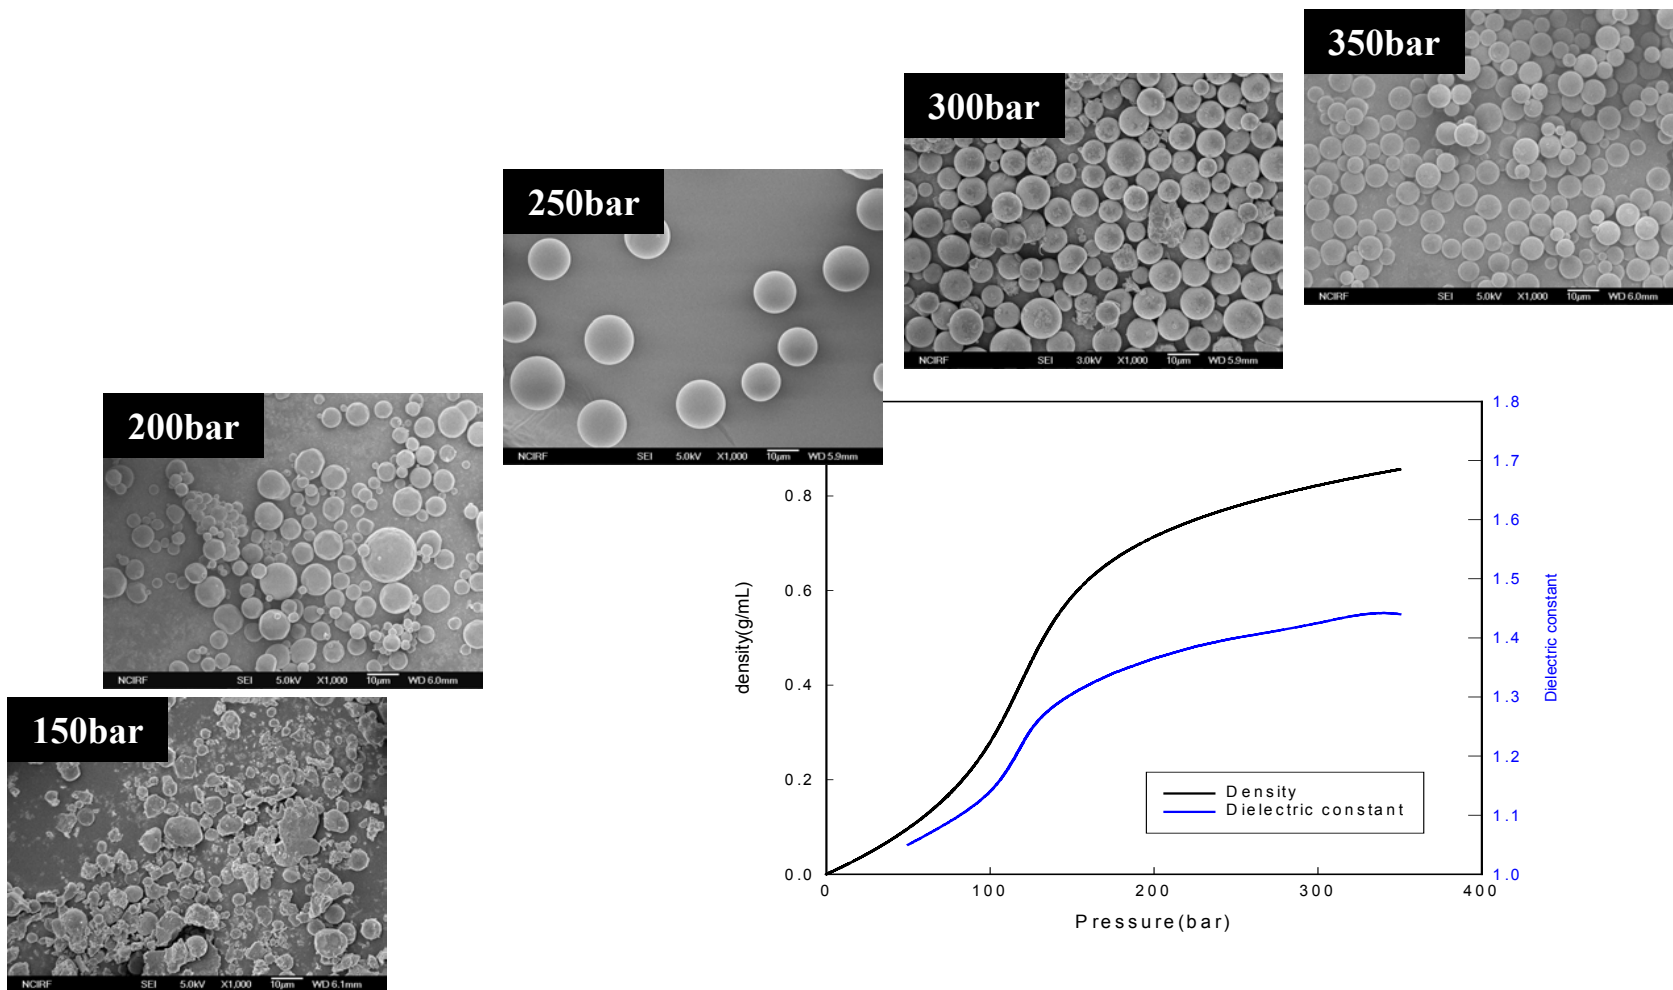 350bar
NCIRF SEI 5.0kV X1,000 10µm WD 6.0mm
300bar
NCIRF SEI 3.0kV X1,000 10µm WD 5.9mm
250bar
NCIRF SEI 5.0kV X1,000 10µm WD 5.9mm
200bar
NCIRF SEI 5.0kV X1,000 10µm WD 6.0mm
150bar
NCIRF SEI 5.0kV X1,000 10µm WD 6.1mm
density(g/mL)
0.8
0.6
0.4
0.2
0.0
1.8
1.7
1.6
1.5
1.4
1.3
1.2
1.1
1.0
Dielectric constant
Density
Dielectric constant
0 100 200 300 400
Pressure(bar)